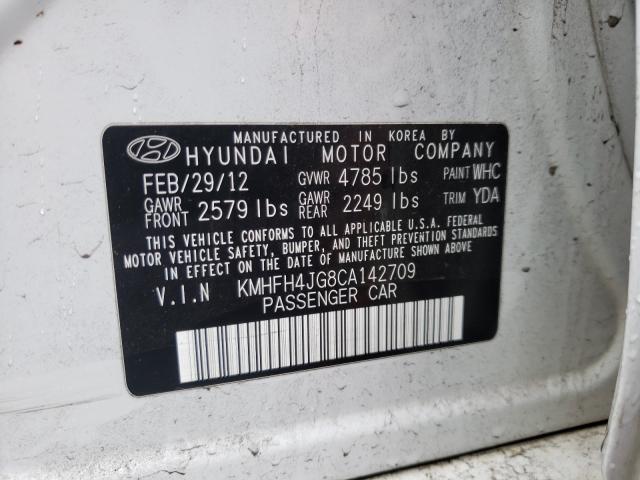 MANUFACTURED IN KOREA BY
HYUNDAI MOTOR COMPANY
FEB/29/12 GVWR 4785 lbs PAINT WHC
GAWR FRONT 2579 lbs GAWR REAR 2249 lbs TRIM YDA
THIS VEHICLE CONFORMS TO ALL APPLICABLE U.S.A. FEDERAL
MOTOR VEHICLE SAFETY, BUMPER, AND THEFT PREVENTION STANDARDS
IN EFFECT ON THE DATE OF MANUFACTURE SHOWN ABOVE.
V.I.N KMHFH4JG8CA142709
PASSENGER CAR